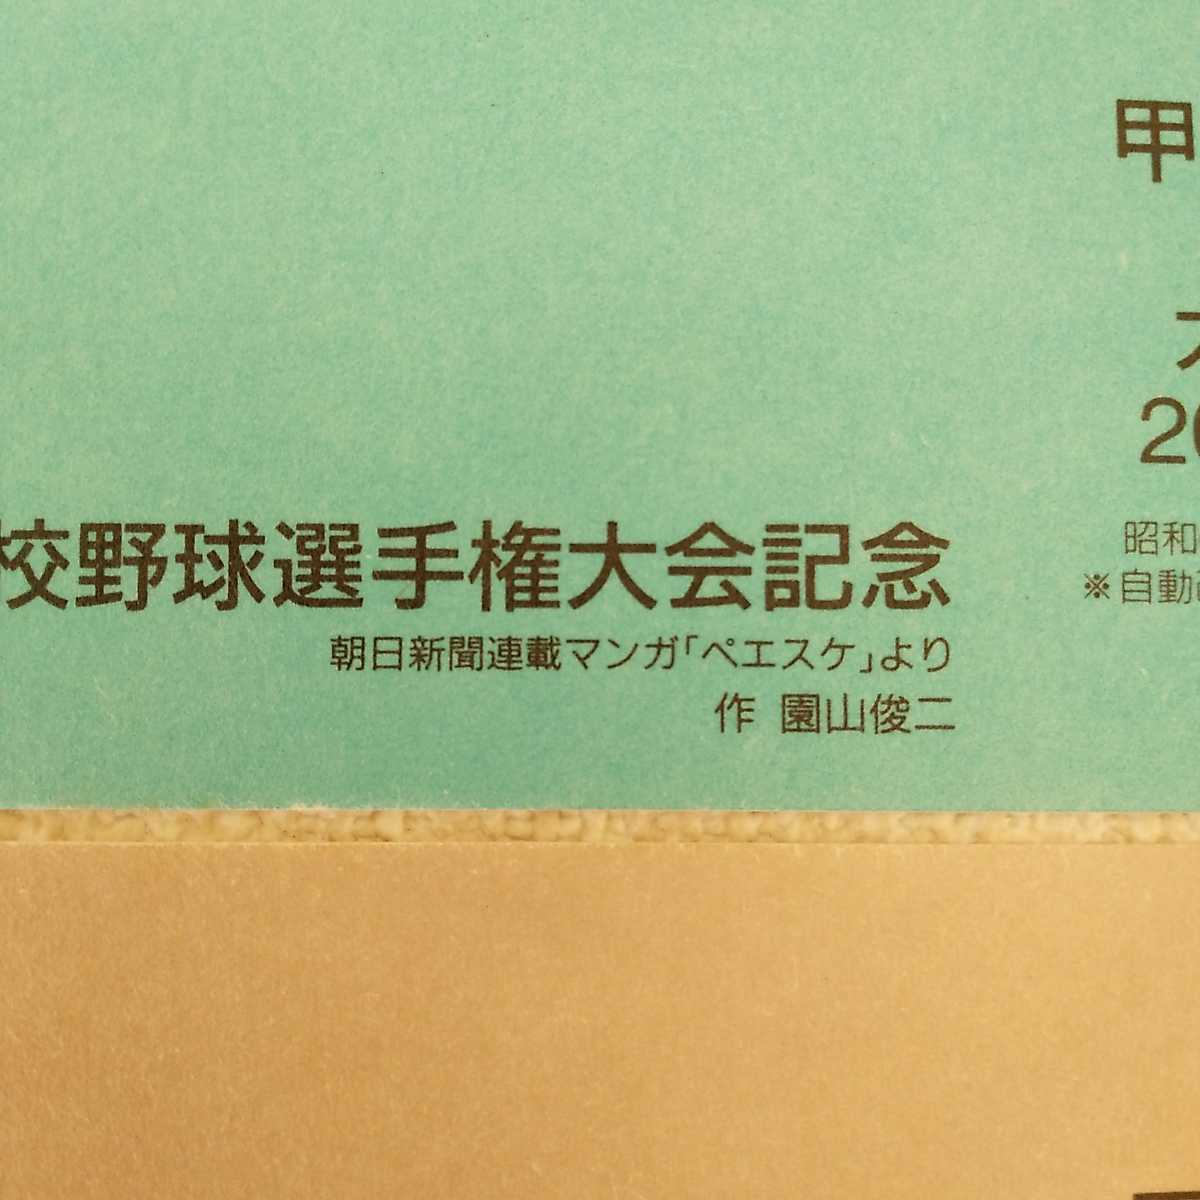 甲
20
校野球選手権大会記念
朝日新聞連載マンガ「ペエスケ」より
作 園山俊二
昭和
※自動